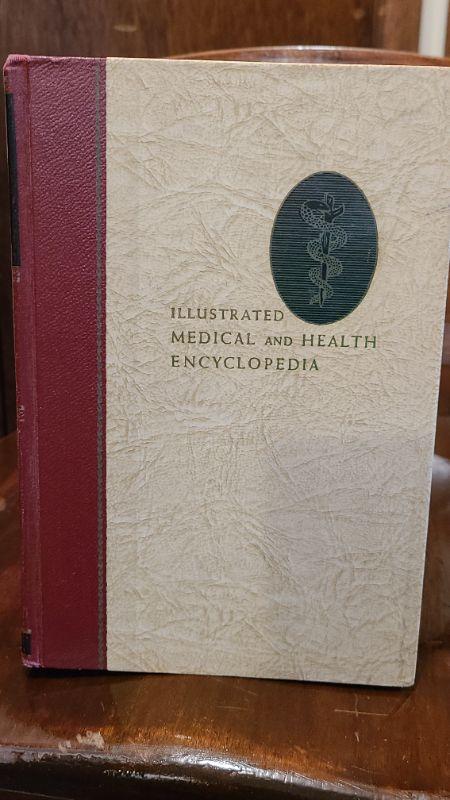 ILLUSTRATED
MEDICAL AND HEALTH
ENCYCLOPEDIA